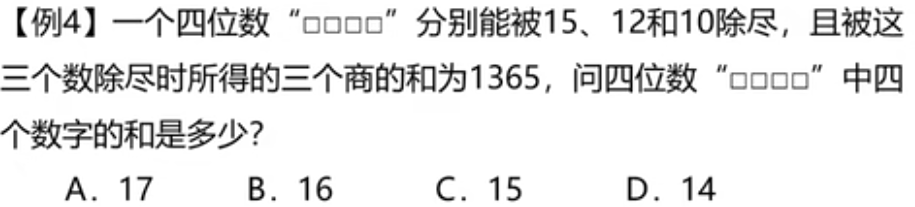 【例4】一个四位数“□□□□”分别能被15、12和10除尽，且被这
三个数除尽时所得的三个商的和为1365，问四位数“□□□□”中四
个数字的和是多少？
A．17 B．16 C．15 D．14